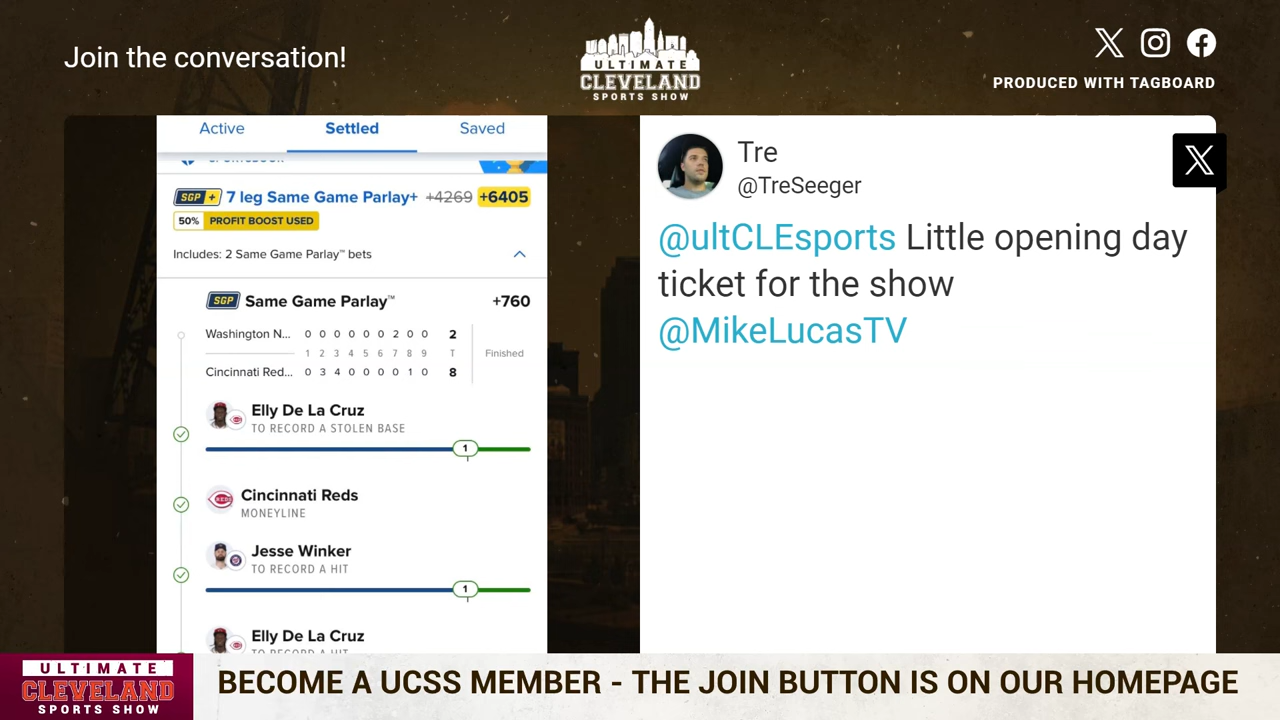 Join the conversation!
ULTIMATE
CLEVELAND
SPORTS SHOW
PRODUCED WITH TAGBOARD
Active Settled Saved
SGP + 7 leg Same Game Parlay+ +4269 +6405
50% PROFIT BOOST USED
Includes: 2 Same Game Parlay™ bets
SGP Same Game Parlay™ +760
Washington N... 0 0 0 0 0 0 2 0 0 2
1 2 3 4 5 6 7 8 9 T Finished
Cincinnati Red... 0 3 4 0 0 0 0 1 0 8
Elly De La Cruz
TO RECORD A STOLEN BASE
1
Cincinnati Reds
MONEYLINE
Jesse Winker
TO RECORD A HIT
1
Elly De La Cruz
TO RECORD A HIT
Tre
@TreSeeger
@ultCLEsports Little opening day
ticket for the show
@MikeLucasTV
ULTIMATE
CLEVELAND
SPORTS SHOW
BECOME A UCSS MEMBER - THE JOIN BUTTON IS ON OUR HOMEPAGE